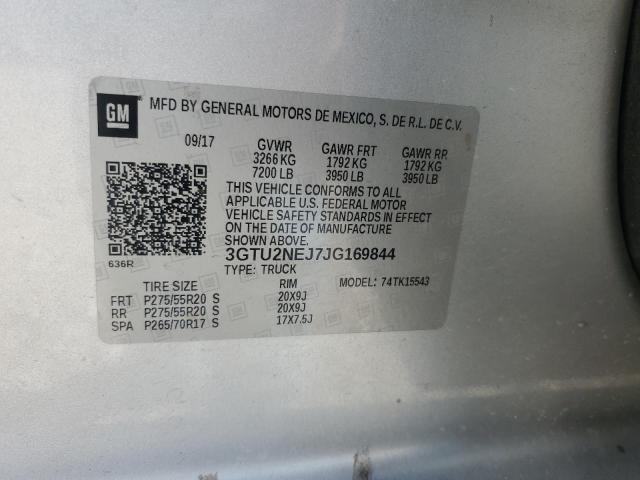 GM
MFD BY GENERAL MOTORS DE MEXICO, S. DE R.L. DE C.V.
09/17 GVWR GAWR FRT GAWR RR
3266 KG 1792 KG 1792 KG
7200 LB 3950 LB 3950 LB
THIS VEHICLE CONFORMS TO ALL
APPLICABLE U.S. FEDERAL MOTOR
VEHICLE SAFETY STANDARDS IN EFFECT
ON THE DATE OF MANUFACTURE
SHOWN ABOVE.
636R
3GTU2NEJ7JG169844
TYPE: TRUCK
TIRE SIZE RIM MODEL: 74TK15543
FRT P275/55R20 S 20X9J
RR P275/55R20 S 20X9J
SPA P265/70R17 S 17X7.5J